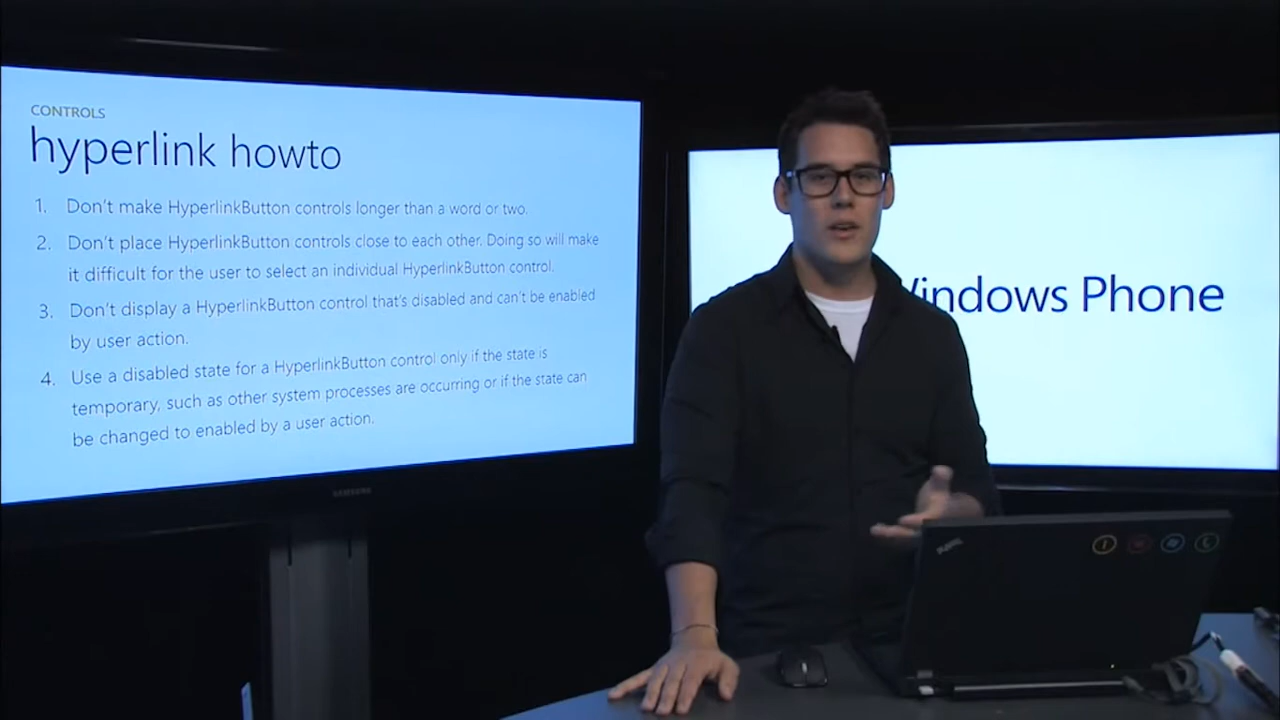 CONTROLS
hyperlink howto
1. Don't make HyperlinkButton controls longer than a word or two.
2. Don't place HyperlinkButton controls close to each other. Doing so will make
it difficult for the user to select an individual HyperlinkButton control.
3. Don't display a HyperlinkButton control that's disabled and can't be enabled
by user action.
4. Use a disabled state for a HyperlinkButton control only if the state is
temporary, such as other system processes are occurring or if the state can
be changed to enabled by a user action.
SAMSUNG
Windows Phone
ThinkPad